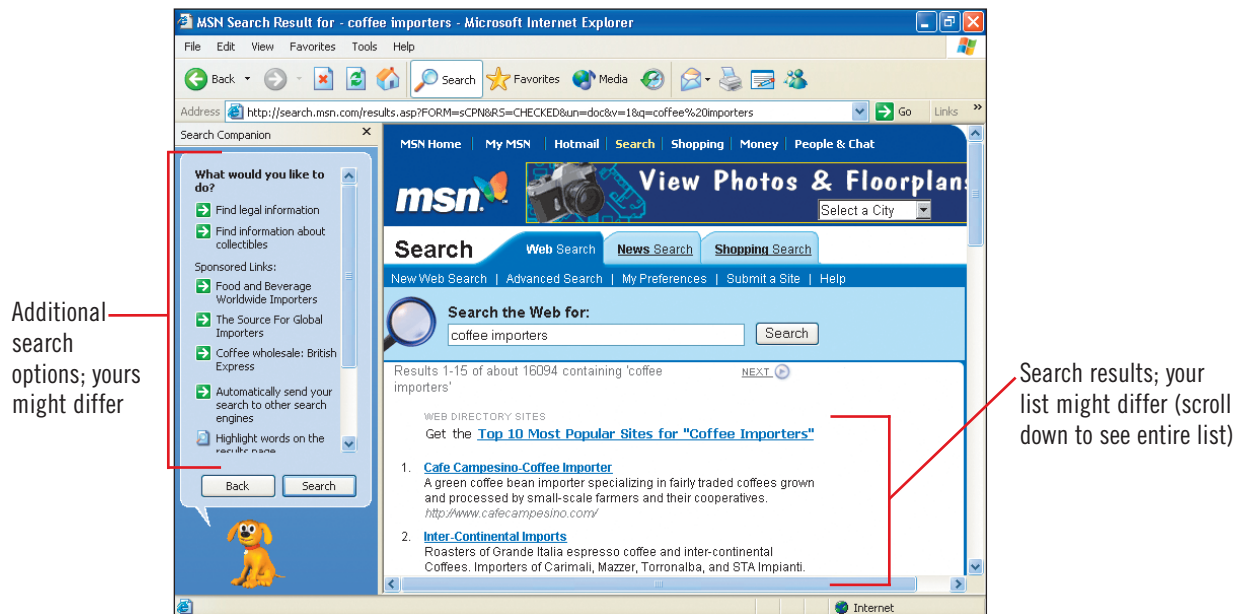 MSN Search Result for - coffee importers - Microsoft Internet Explorer
File Edit View Favorites Tools Help
Back Search Favorites Media
Address http://search.msn.com/results.asp?FORM=sCPN&RS=CHECKED&un=doc&v=1&q=coffee%20importers Go Links »
Search Companion X
What would you like to
do?
Find legal information
Find information about
collectibles
Sponsored Links:
Food and Beverage
Worldwide Importers
The Source For Global
Importers
Coffee wholesale: British
Express
Automatically send your
search to other search
engines
Highlight words on the
results page
Back Search
MSN Home | My MSN | Hotmail | Search | Shopping | Money | People & Chat
msn
View Photos & Floorplan
Select a City
Search Web Search News Search Shopping Search
New Web Search | Advanced Search | My Preferences | Submit a Site | Help
Search the Web for:
coffee importers Search
Results 1-15 of about 16094 containing 'coffee
importers'
NEXT
WEB DIRECTORY SITES
Get the Top 10 Most Popular Sites for "Coffee Importers"
1. Cafe Campesino-Coffee Importer
A green coffee bean importer specializing in fairly traded coffees grown
and processed by small-scale farmers and their cooperatives.
http://www.cafecampesino.com/
2. Inter-Continental Imports
Roasters of Grande Italia espresso coffee and inter-continental
Coffees. Importers of Carimali, Mazzer, Torronalba, and STA Impianti.
Internet
Additional
search
options; yours
might differ
Search results; your
list might differ (scroll
down to see entire list)